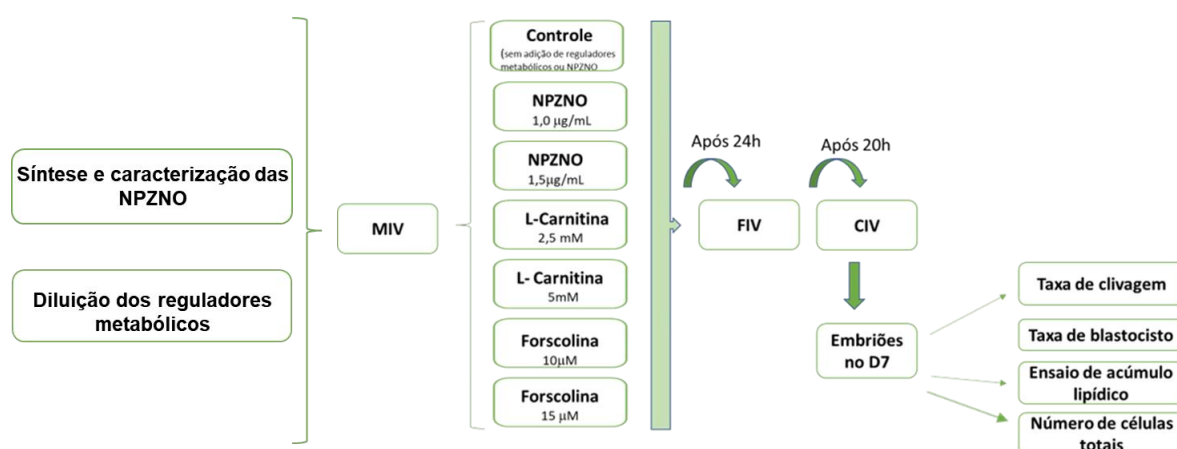 Síntese e caracterização das
NPZNO
Diluição dos reguladores
metabólicos
MIV
Controle
(sem adição de reguladores
metabólicos ou NPZNO
NPZNO
1,0 µg/mL
NPZNO
1,5µg/mL
L-Carnitina
2,5 mM
L- Carnitina
5mM
Forscolina
10µM
Forscolina
15 µM
Após 24h
FIV
Após 20h
CIV
Embriões
no D7
Taxa de clivagem
Taxa de blastocisto
Ensaio de acúmulo
lipídico
Número de células
totais